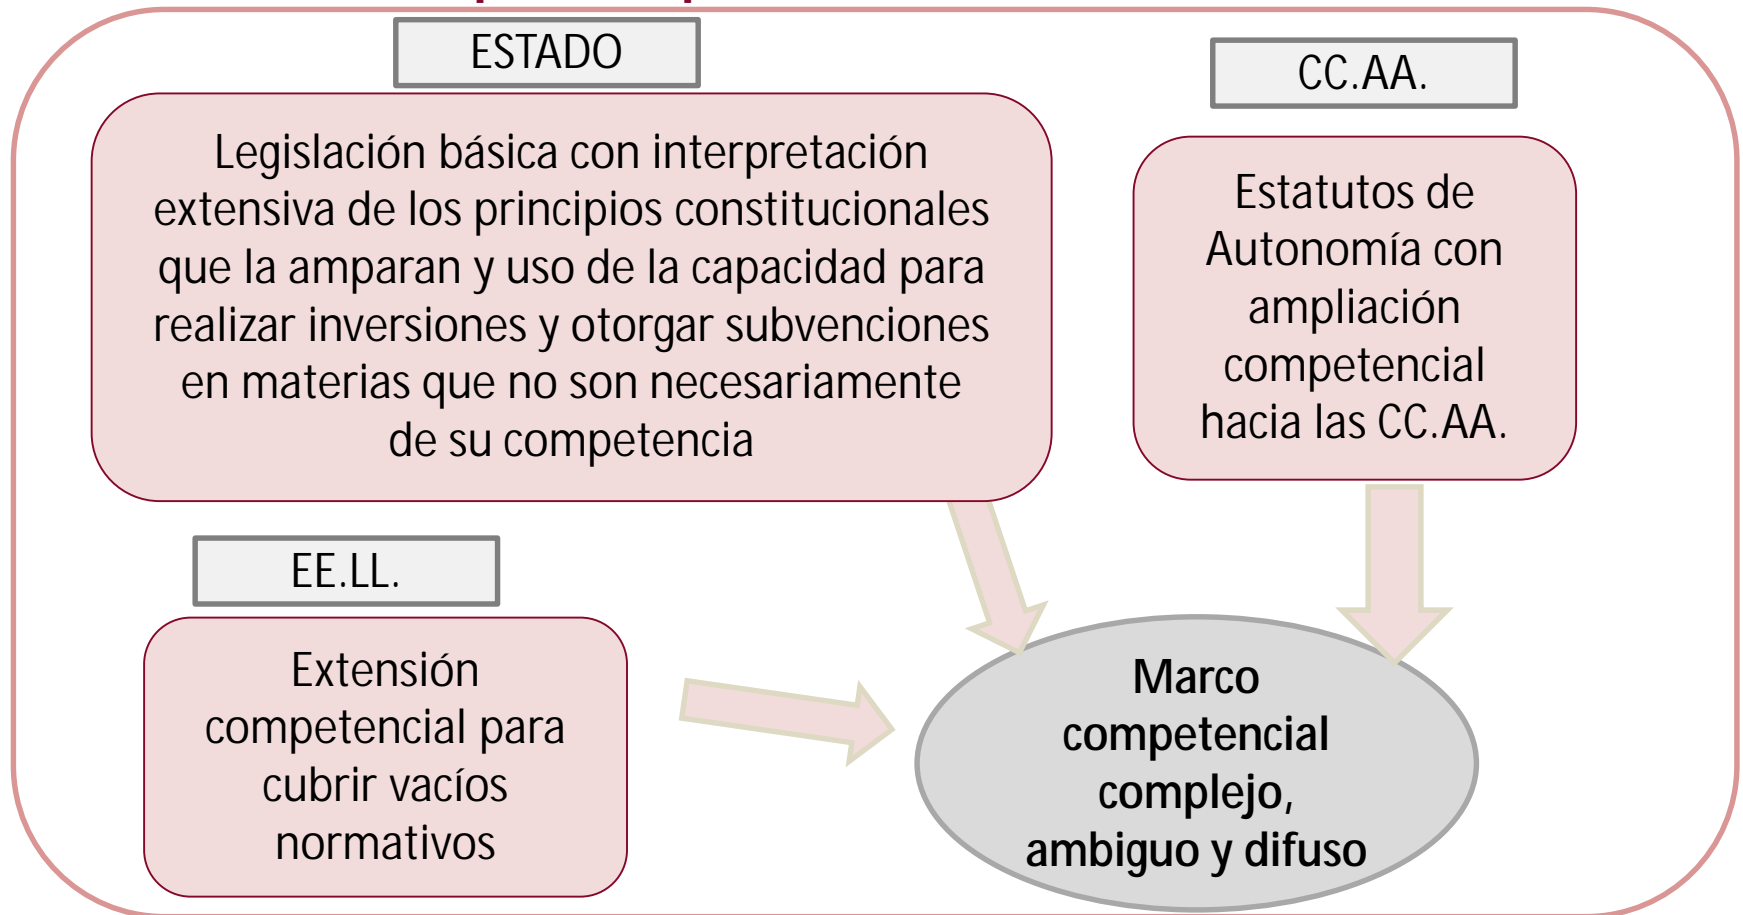 ESTADO
Legislación básica con interpretación
extensiva de los principios constitucionales
que la amparan y uso de la capacidad para
realizar inversiones y otorgar subvenciones
en materias que no son necesariamente
de su competencia
CC.AA.
Estatutos de
Autonomía con
ampliación
competencial
hacia las CC.AA.
EE.LL.
Extensión
competencial para
cubrir vacíos
normativos
Marco
competencial
complejo,
ambiguo y difuso